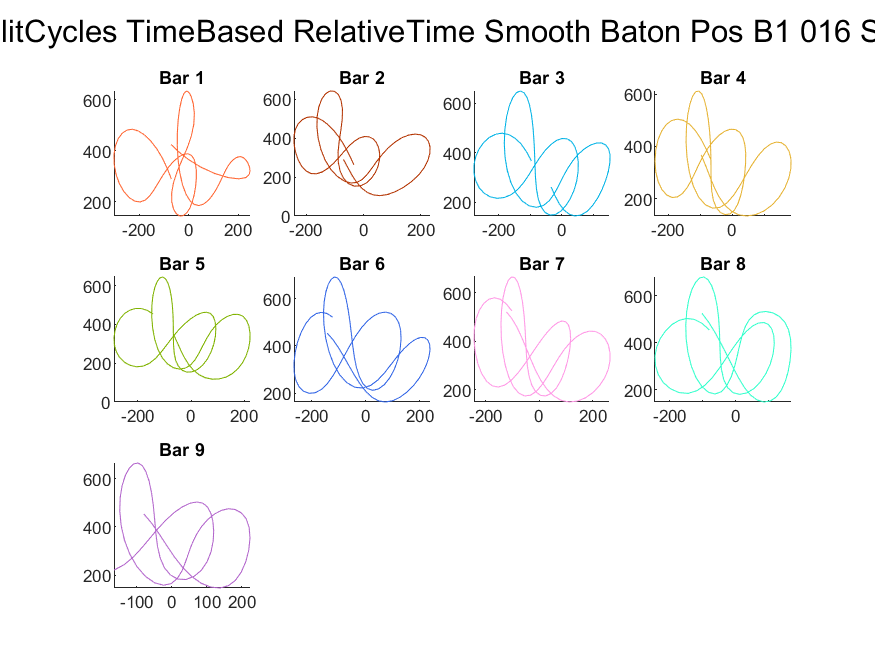 litCycles TimeBased RelativeTime Smooth Baton Pos B1 016 S
Bar 1 Bar 2 Bar 3 Bar 4
600 600 600 600
400 400 400 400
200 200 200 200
0
-200 0 200 -200 0 200 -200 0 -200 0
Bar 5 Bar 6 Bar 7 Bar 8
600 600 600 600
400 400 400 400
200 200 200 200
0
-200 0 200 -200 0 200 -200 0 200 -200 0
Bar 9
600
400
200
-100 0 100 200